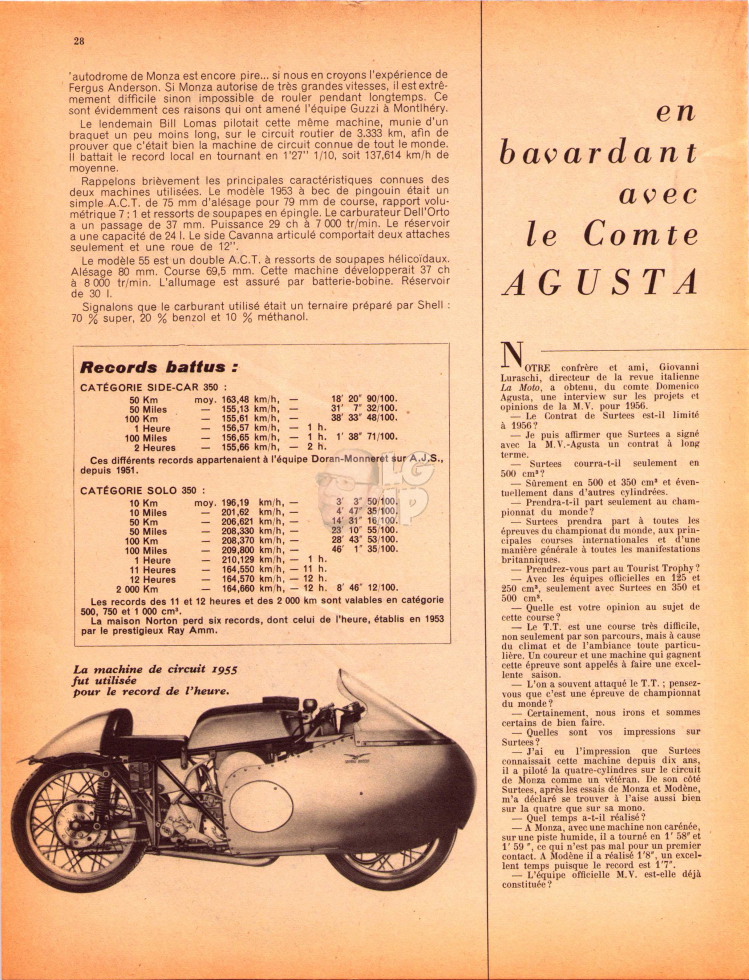 28
'autodrome de Monza est encore pire... si nous en croyons l'expérience de
Fergus Anderson. Si Monza autorise de très grandes vitesses, il est extrê-
mement difficile sinon impossible de rouler pendant longtemps. Ce
sont évidemment ces raisons qui ont amené l'équipe Guzzi à Montlhéry.
Le lendemain Bill Lomas pilotait cette même machine, munie d'un
braquet un peu moins long, sur le circuit routier de 3.333 km, afin de
prouver que c'était bien la machine de circuit connue de tout le monde.
Il battait le record local en tournant en 1'27'' 1/10, soit 137,614 km/h de
moyenne.
Rappelons brièvement les principales caractéristiques connues des
deux machines utilisées. Le modèle 1953 à bec de pingouin était un
simple A.C.T. de 75 mm d'alésage pour 79 mm de course, rapport volu-
métrique 7 : 1 et ressorts de soupapes en épingle. Le carburateur Dell'Orto
a un passage de 37 mm. Puissance 29 ch à 7 000 tr/min. Le réservoir
a une capacité de 24 l. Le side Cavanna articulé comportait deux attaches
seulement et une roue de 12''.
Le modèle 55 est un double A.C.T. à ressorts de soupapes hélicoïdaux.
Alésage 80 mm. Course 69,5 mm. Cette machine développerait 37 ch
à 8 000 tr/min. L'allumage est assuré par batterie-bobine. Réservoir
de 30 l.
Signalons que le carburant utilisé était un ternaire préparé par Shell :
70 % super, 20 % benzol et 10 % méthanol.
Records battus :
CATÉGORIE SIDE-CAR 350 :
50 Km moy. 163,48 km/h, — 18' 20" 90/100.
50 Miles — 155,13 km/h, — 31' 7" 32/100.
100 Km — 155,61 km/h, — 38' 33" 48/100.
1 Heure — 156,57 km/h, — 1 h.
100 Miles — 156,65 km/h, — 1 h. 1' 38" 71/100.
2 Heures — 155,66 km/h, — 2 h.
Ces différents records appartenaient à l'équipe Doran-Monneret sur A.J.S.,
depuis 1951.
CATÉGORIE SOLO 350 :
10 Km moy. 196,19 km/h, — 3' 3" 50/100.
10 Miles — 201,62 km/h, — 4' 47" 35/100.
50 Km — 206,621 km/h, — 14' 31" 16/100.
50 Miles — 208,330 km/h, — 23' 10" 55/100.
100 Km — 208,370 km/h, — 28' 43" 53/100.
100 Miles — 209,800 km/h, — 46' 1" 35/100.
1 Heure — 210,129 km/h, — 1 h.
11 Heures — 164,550 km/h, — 11 h.
12 Heures — 164,570 km/h, — 12 h.
2 000 Km — 164,660 km/h, — 12 h. 8' 46" 12/100.
Les records des 11 et 12 heures et des 2 000 km sont valables en catégorie
500, 750 et 1 000 cm³.
La maison Norton perd six records, dont celui de l'heure, établis en 1953
par le prestigieux Ray Amm.
La machine de circuit 1955
fut utilisée
pour le record de l'heure.
en
bavardant
avec
le Comte
AGUSTA
NOTRE confrère et ami, Giovanni
Luraschi, directeur de la revue italienne
La Moto, a obtenu, du comte Domenico
Agusta, une interview sur les projets et
opinions de la M.V. pour 1956.
— Le Contrat de Surtees est-il limité
à 1956 ?
— Je puis affirmer que Surtees a signé
avec la M.V.-Agusta un contrat à long
terme.
— Surtees courra-t-il seulement en
500 cm³ ?
— Sûrement en 500 et 350 cm³ et éven-
tuellement dans d'autres cylindrées.
— Prendra-t-il part seulement au cham-
pionnat du monde ?
— Surtees prendra part à toutes les
épreuves du championat du monde, aux prin-
cipales courses internationales et d'une
manière générale à toutes les manifestations
britanniques.
— Prendrez-vous part au Tourist Trophy ?
— Avec les équipes officielles en 125 et
250 cm³, seulement avec Surtees en 350 et
500 cm³.
— Quelle est votre opinion au sujet de
cette course ?
— Le T.T. est une course très difficile,
non seulement par son parcours, mais à cause
du climat et de l'ambiance toute particu-
lière. Un coureur et une machine qui gagnent
cette épreuve sont appelés à faire une excel-
lente saison.
— L'on a souvent attaqué le T.T. ; pensez-
vous que c'est une épreuve de championnat
du monde ?
— Certainement, nous irons et sommes
certains de bien faire.
— Quelles sont vos impressions sur
Surtees ?
— J'ai eu l'impression que Surtees
connaissait cette machine depuis dix ans,
il a piloté la quatre-cylindres sur le circuit
de Monza comme un vétéran. De son côté
Surtees, après les essais de Monza et Modène,
m'a déclaré se trouver à l'aise aussi bien
sur la quatre que sur sa mono.
— Quel temps a-t-il réalisé ?
— A Monza, avec une machine non carénée,
sur une piste humide, il a tourné en 1' 58" et
1' 59 ", ce qui n'est pas mal pour un premier
contact. A Modène il a réalisé 1'8", un excel-
lent temps puisque le record est 1'7".
— L'équipe officielle M.V. est-elle déjà
constituée ?